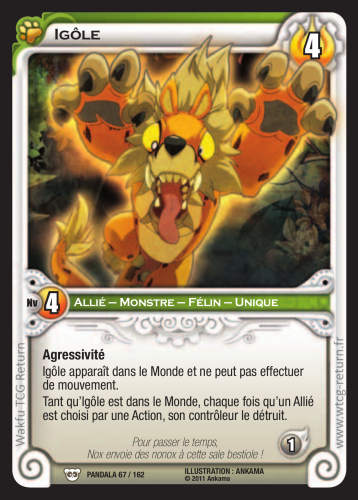 Igôle
4
Nv 4 Allié – Monstre – Félin – Unique
Agressivité
Igôle apparaît dans le Monde et ne peut pas effectuer
de mouvement.
Tant qu'Igôle est dans le Monde, chaque fois qu'un Allié
est choisi par une Action, son contrôleur le détruit.
Pour passer le temps,
Nox envoie des nonox à cette sale bestiole !
1
PANDALA 67 / 162
ILLUSTRATION : ANKAMA
© 2011 Ankama
Wakfu TCG Return
www.wtcg-return.fr